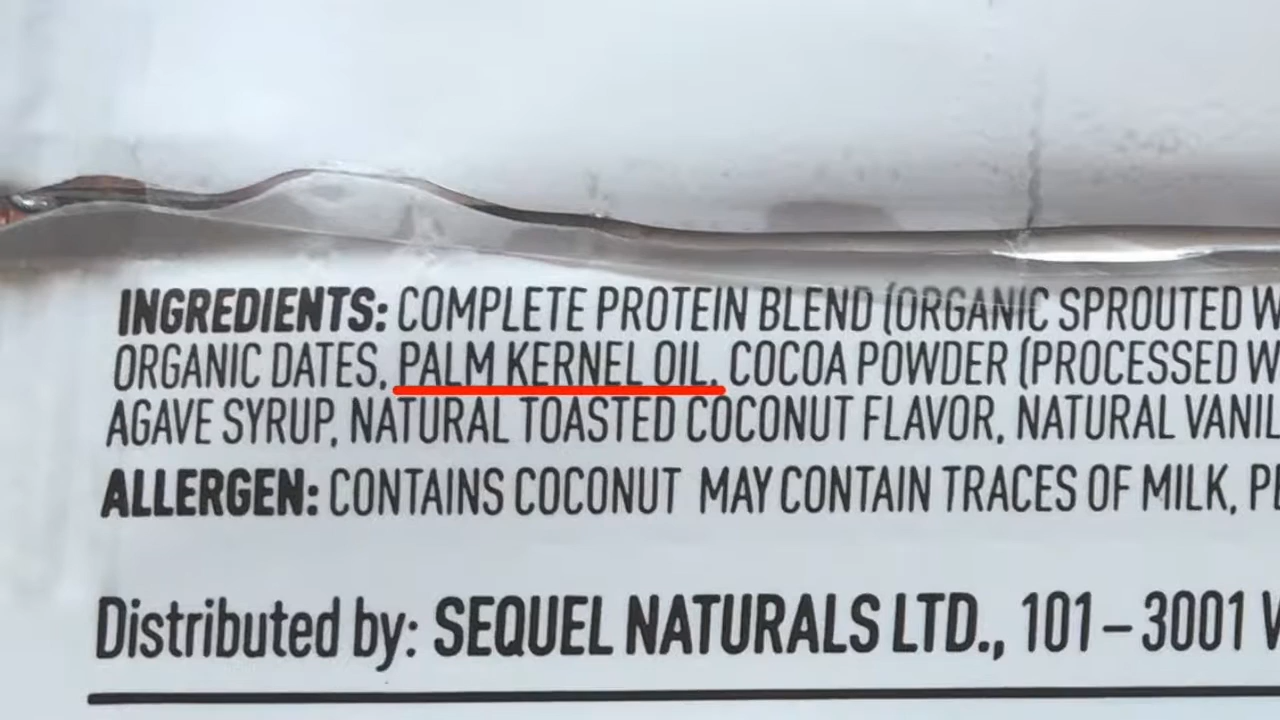 INGREDIENTS: COMPLETE PROTEIN BLEND (ORGANIC SPROUTED
ORGANIC DATES, PALM KERNEL OIL, COCOA POWDER (PROCESSED
AGAVE SYRUP, NATURAL TOASTED COCONUT FLAVOR, NATURAL
ALLERGEN: CONTAINS COCONUT MAY CONTAIN TRACES OF MILK,
Distributed by: SEQUEL NATURALS LTD., 101 – 3001